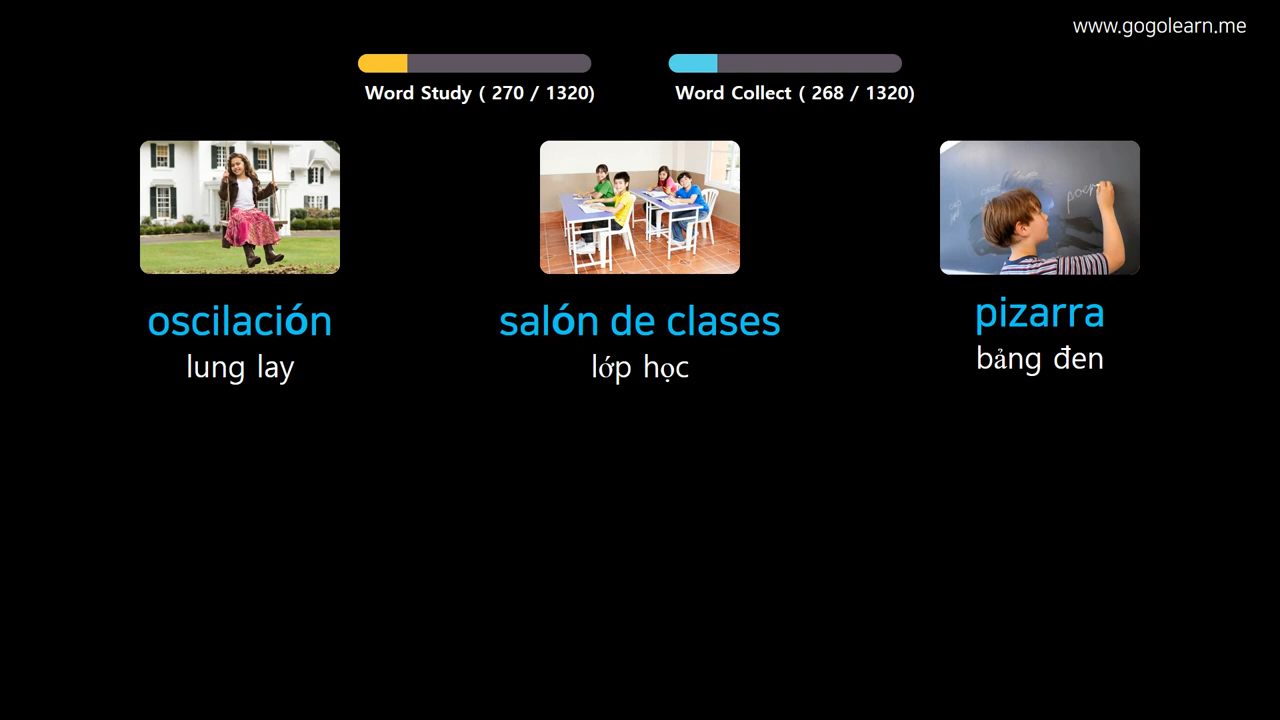 www.gogolearn.me
Word Study ( 270 / 1320)
Word Collect ( 268 / 1320)
oscilación
lung lay
salón de clases
lớp học
poem
pizarra
bảng đen